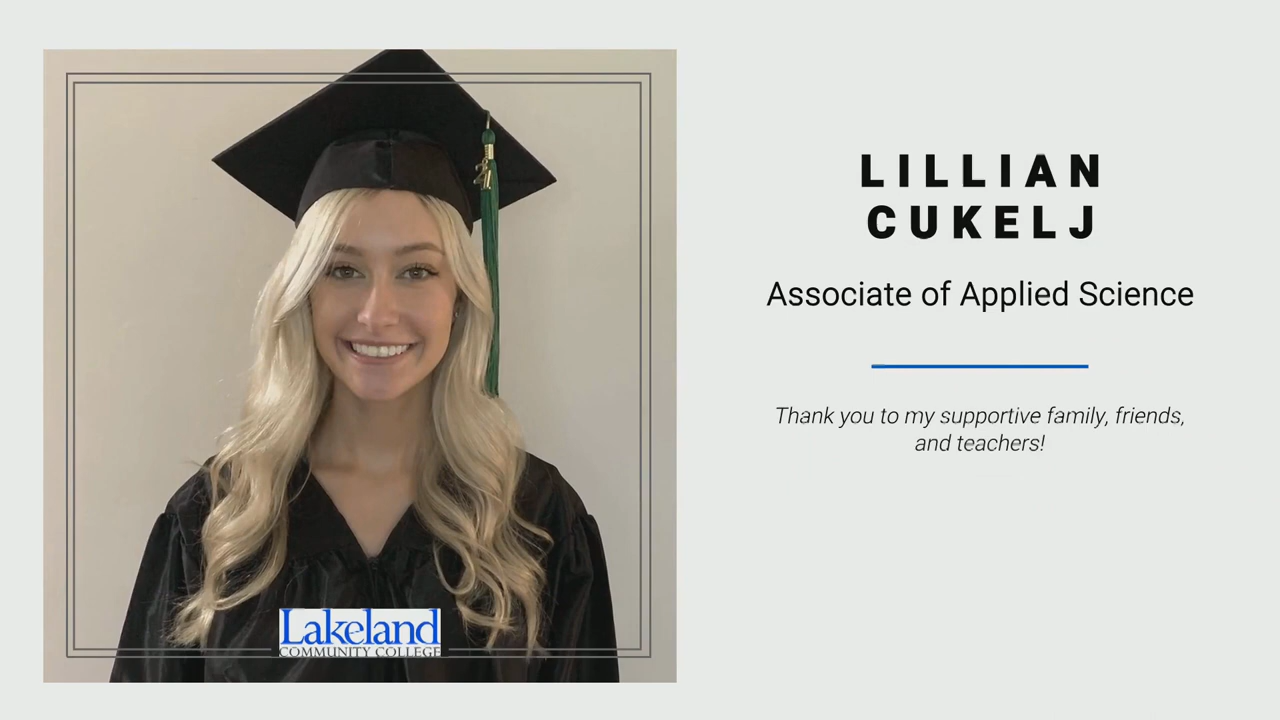 LILLIAN
CUKELJ
Associate of Applied Science
Thank you to my supportive family, friends,
and teachers!
Lakeland
COMMUNITY COLLEGE